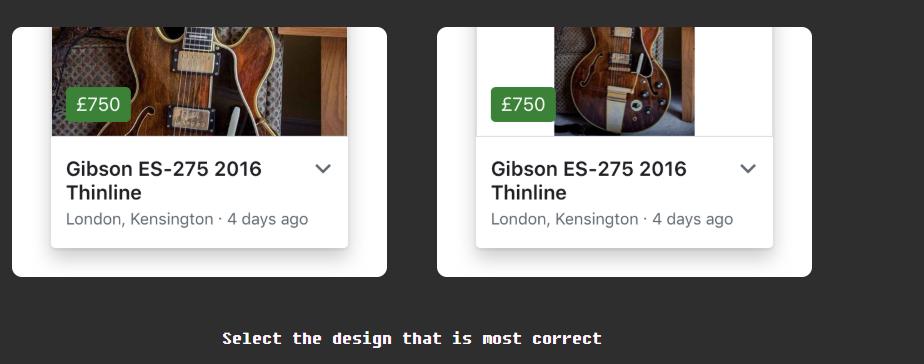 £750
Gibson ES-275 2016
Thinline
London, Kensington · 4 days ago
£750
Gibson ES-275 2016
Thinline
London, Kensington · 4 days ago
Select the design that is most correct